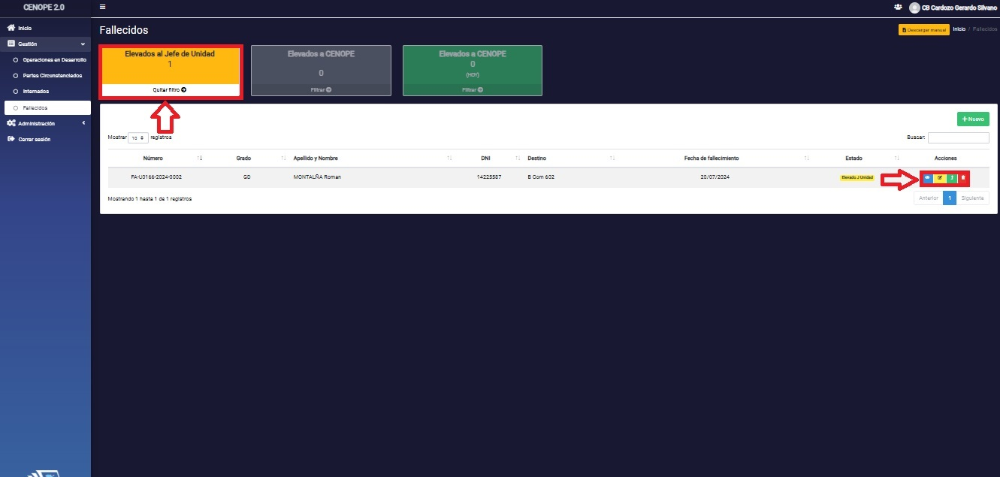 CENOPE 2.0
CB Cardozo Gerardo Silvano
Inicio
Gestión
Operaciones en Desarrollo
Partes Circunstanciados
Internados
Fallecidos
Administración
Cerrar sesión
Fallecidos
Descargar manual
Inicio / Fallecidos
Elevados al Jefe de Unidad
1
Quitar filtro
Elevados a CENOPE
0
Filtrar
Elevados a CENOPE
0
(HOY)
Filtrar
+ Nuevo
Mostrar 10 registros
Buscar:
Número Grado Apellido y Nombre DNI Destino Fecha de fallecimiento Estado Acciones
FA-U0166-2024-0002 GD MONTALÑA Roman 14225587 B Com 602 20/07/2024 Elevado J Unidad
Mostrando 1 hasta 1 de 1 registros
Anterior 1 Siguiente